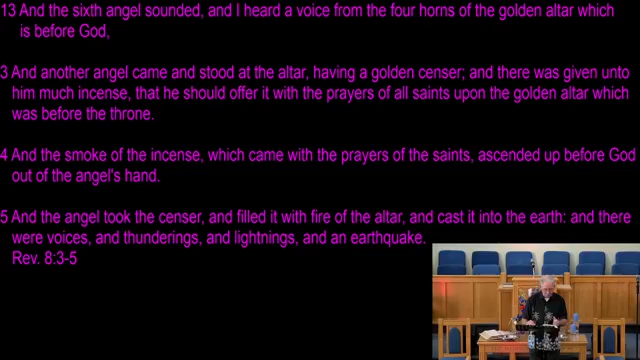 13 And the sixth angel sounded, and I heard a voice from the four horns of the golden altar which
is before God,
3 And another angel came and stood at the altar, having a golden censer; and there was given unto
him much incense, that he should offer it with the prayers of all saints upon the golden altar which
was before the throne.
4 And the smoke of the incense, which came with the prayers of the saints, ascended up before God
out of the angel's hand.
5 And the angel took the censer, and filled it with fire of the altar, and cast it into the earth: and there
were voices, and thunderings, and lightnings, and an earthquake.
Rev. 8:3-5